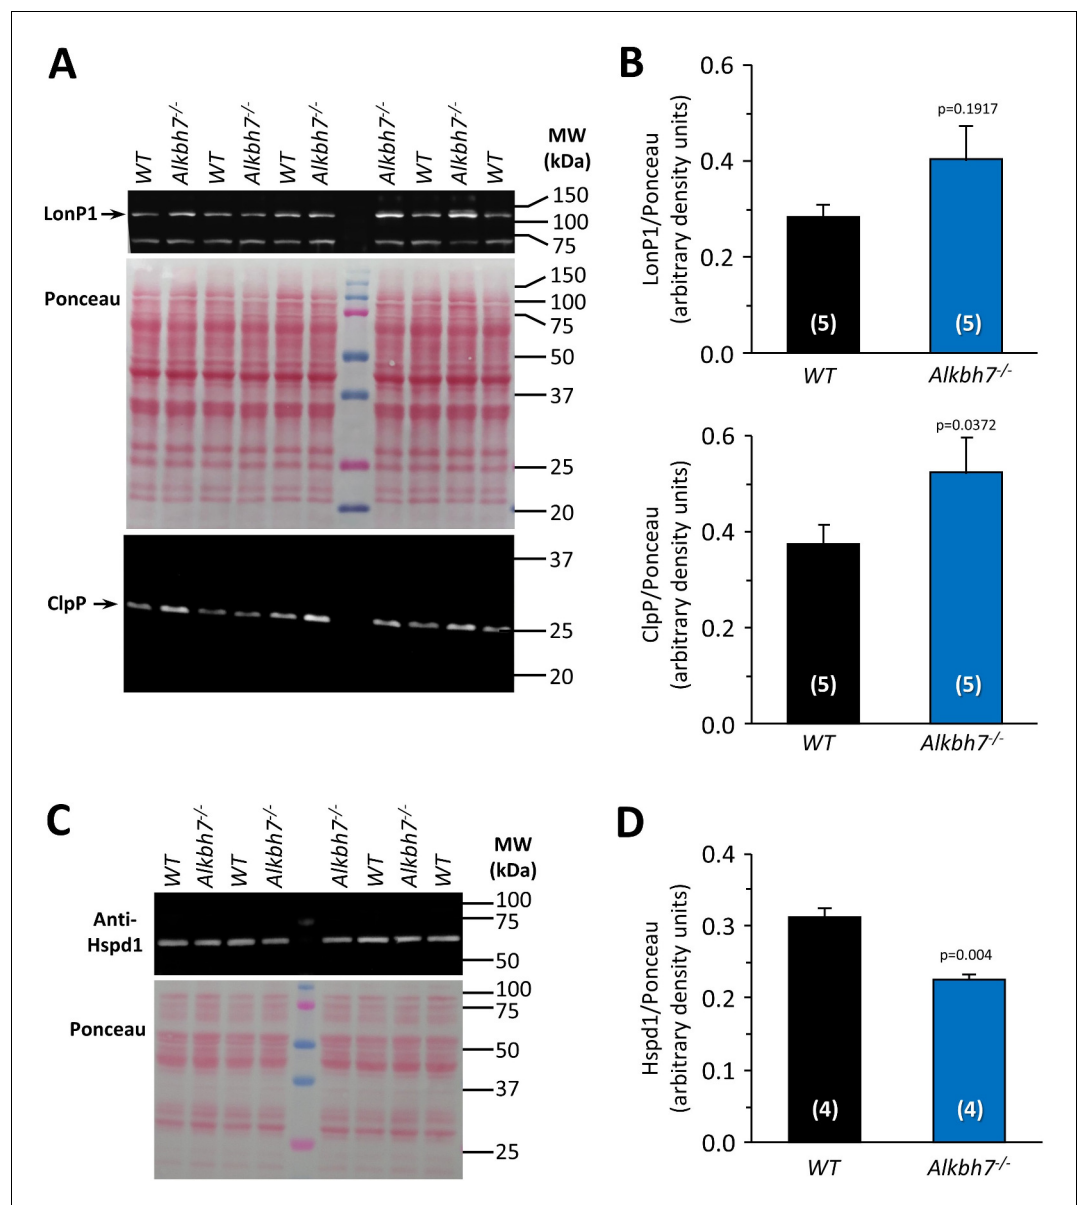 A
WT
Alkbh7-/-
WT
Alkbh7-/-
WT
Alkbh7-/-
Alkbh7-/-
WT
Alkbh7-/-
WT
MW
(kDa)
LonP1
150
100
75
Ponceau
150
100
75
50
37
25
20
ClpP
37
25
20
B
LonP1/Ponceau
(arbitrary density units)
0.6
0.4
0.2
0.0
p=0.1917
(5)
(5)
WT
Alkbh7-/-
ClpP/Ponceau
(arbitrary density units)
0.6
0.4
0.2
0.0
p=0.0372
(5)
(5)
WT
Alkbh7-/-
C
WT
Alkbh7-/-
WT
Alkbh7-/-
Alkbh7-/-
WT
Alkbh7-/-
WT
MW
(kDa)
Anti-
Hspd1
100
75
50
Ponceau
100
75
50
37
25
D
Hspd1/Ponceau
(arbitrary density units)
0.4
0.3
0.2
0.1
0.0
p=0.004
(4)
(4)
WT
Alkbh7-/-